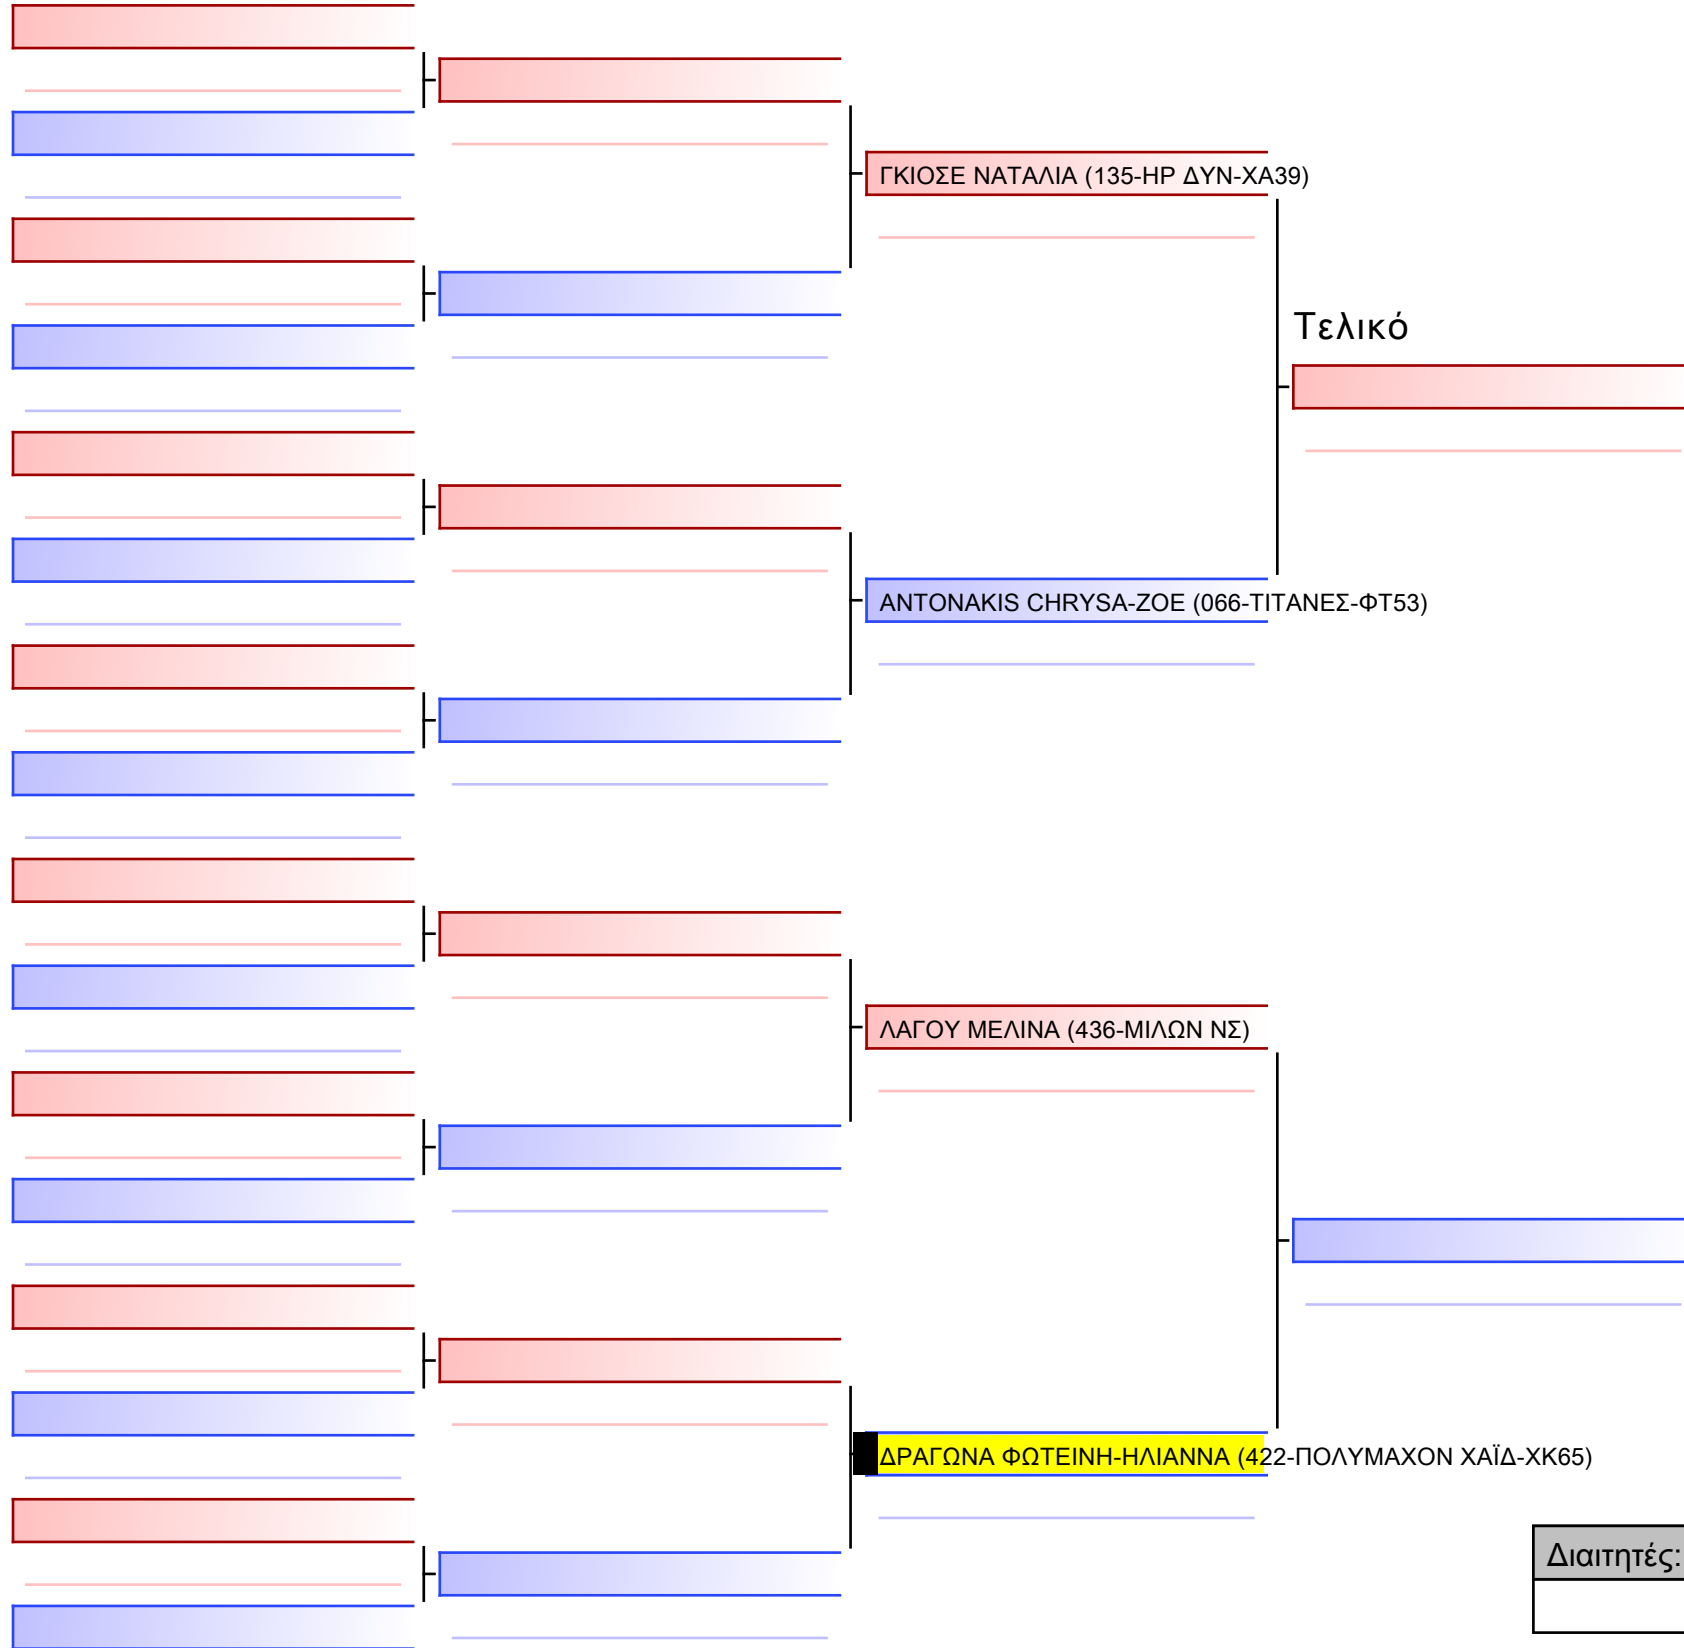 ΓΚΙΟΣΕ ΝΑΤΑΛΙΑ (135-ΗΡ ΔΥΝ-ΧΑ39)
Τελικό
ANTONAKIS CHRYSA-ZOE (066-ΤΙΤΑΝΕΣ-ΦΤ53)
ΛΑΓΟΥ ΜΕΛΙΝΑ (436-ΜΙΛΩΝ ΝΣ)
ΔΡΑΓΩΝΑ ΦΩΤΕΙΝΗ-ΗΛΙΑΝΝΑ (422-ΠΟΛΥΜΑΧΟΝ ΧΑΪΔ-ΧΚ65)
Διαιτητές: